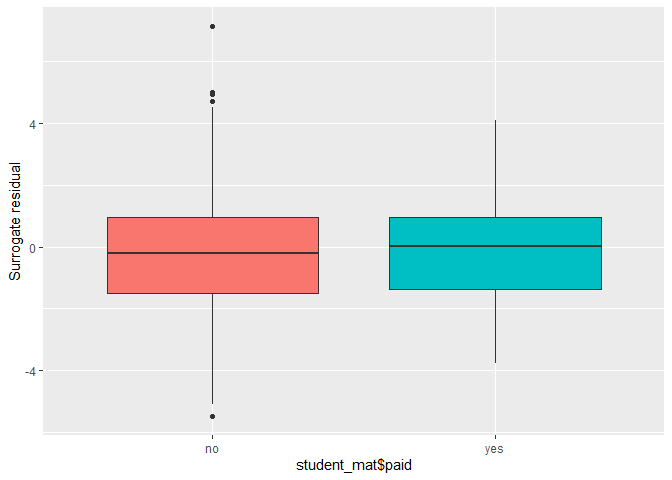 Surrogate residual
4
0
-4
no yes
student_mat$paid